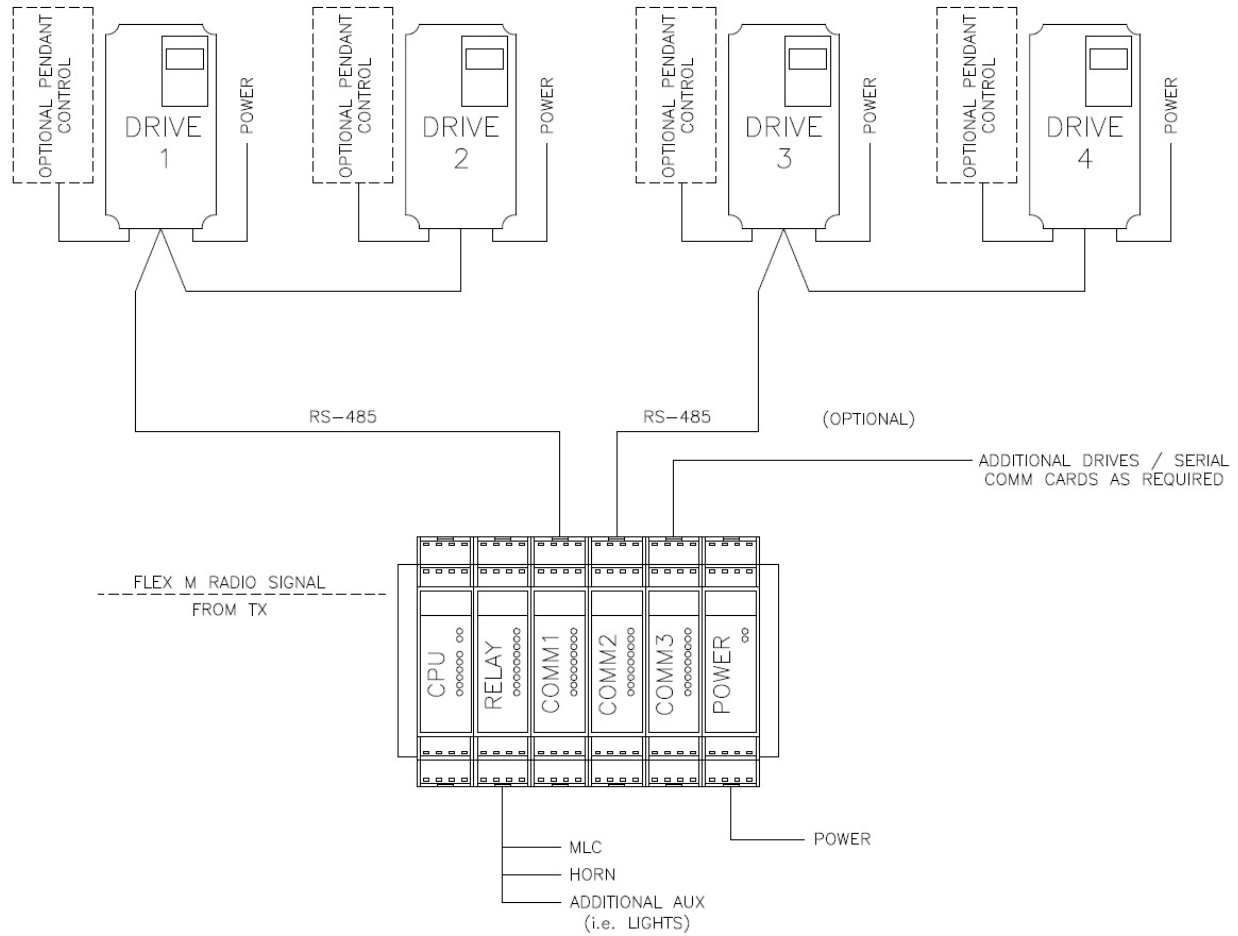 OPTIONAL PENDANT
CONTROL
DRIVE
1
POWER
OPTIONAL PENDANT
CONTROL
DRIVE
2
POWER
OPTIONAL PENDANT
CONTROL
DRIVE
3
POWER
OPTIONAL PENDANT
CONTROL
DRIVE
4
POWER
RS-485
RS-485
(OPTIONAL)
ADDITIONAL DRIVES / SERIAL
COMM CARDS AS REQUIRED
FLEX M RADIO SIGNAL
FROM TX
CPU
RELAY
COMM1
COMM2
COMM3
POWER
MLC
HORN
ADDITIONAL AUX
(i.e. LIGHTS)
POWER